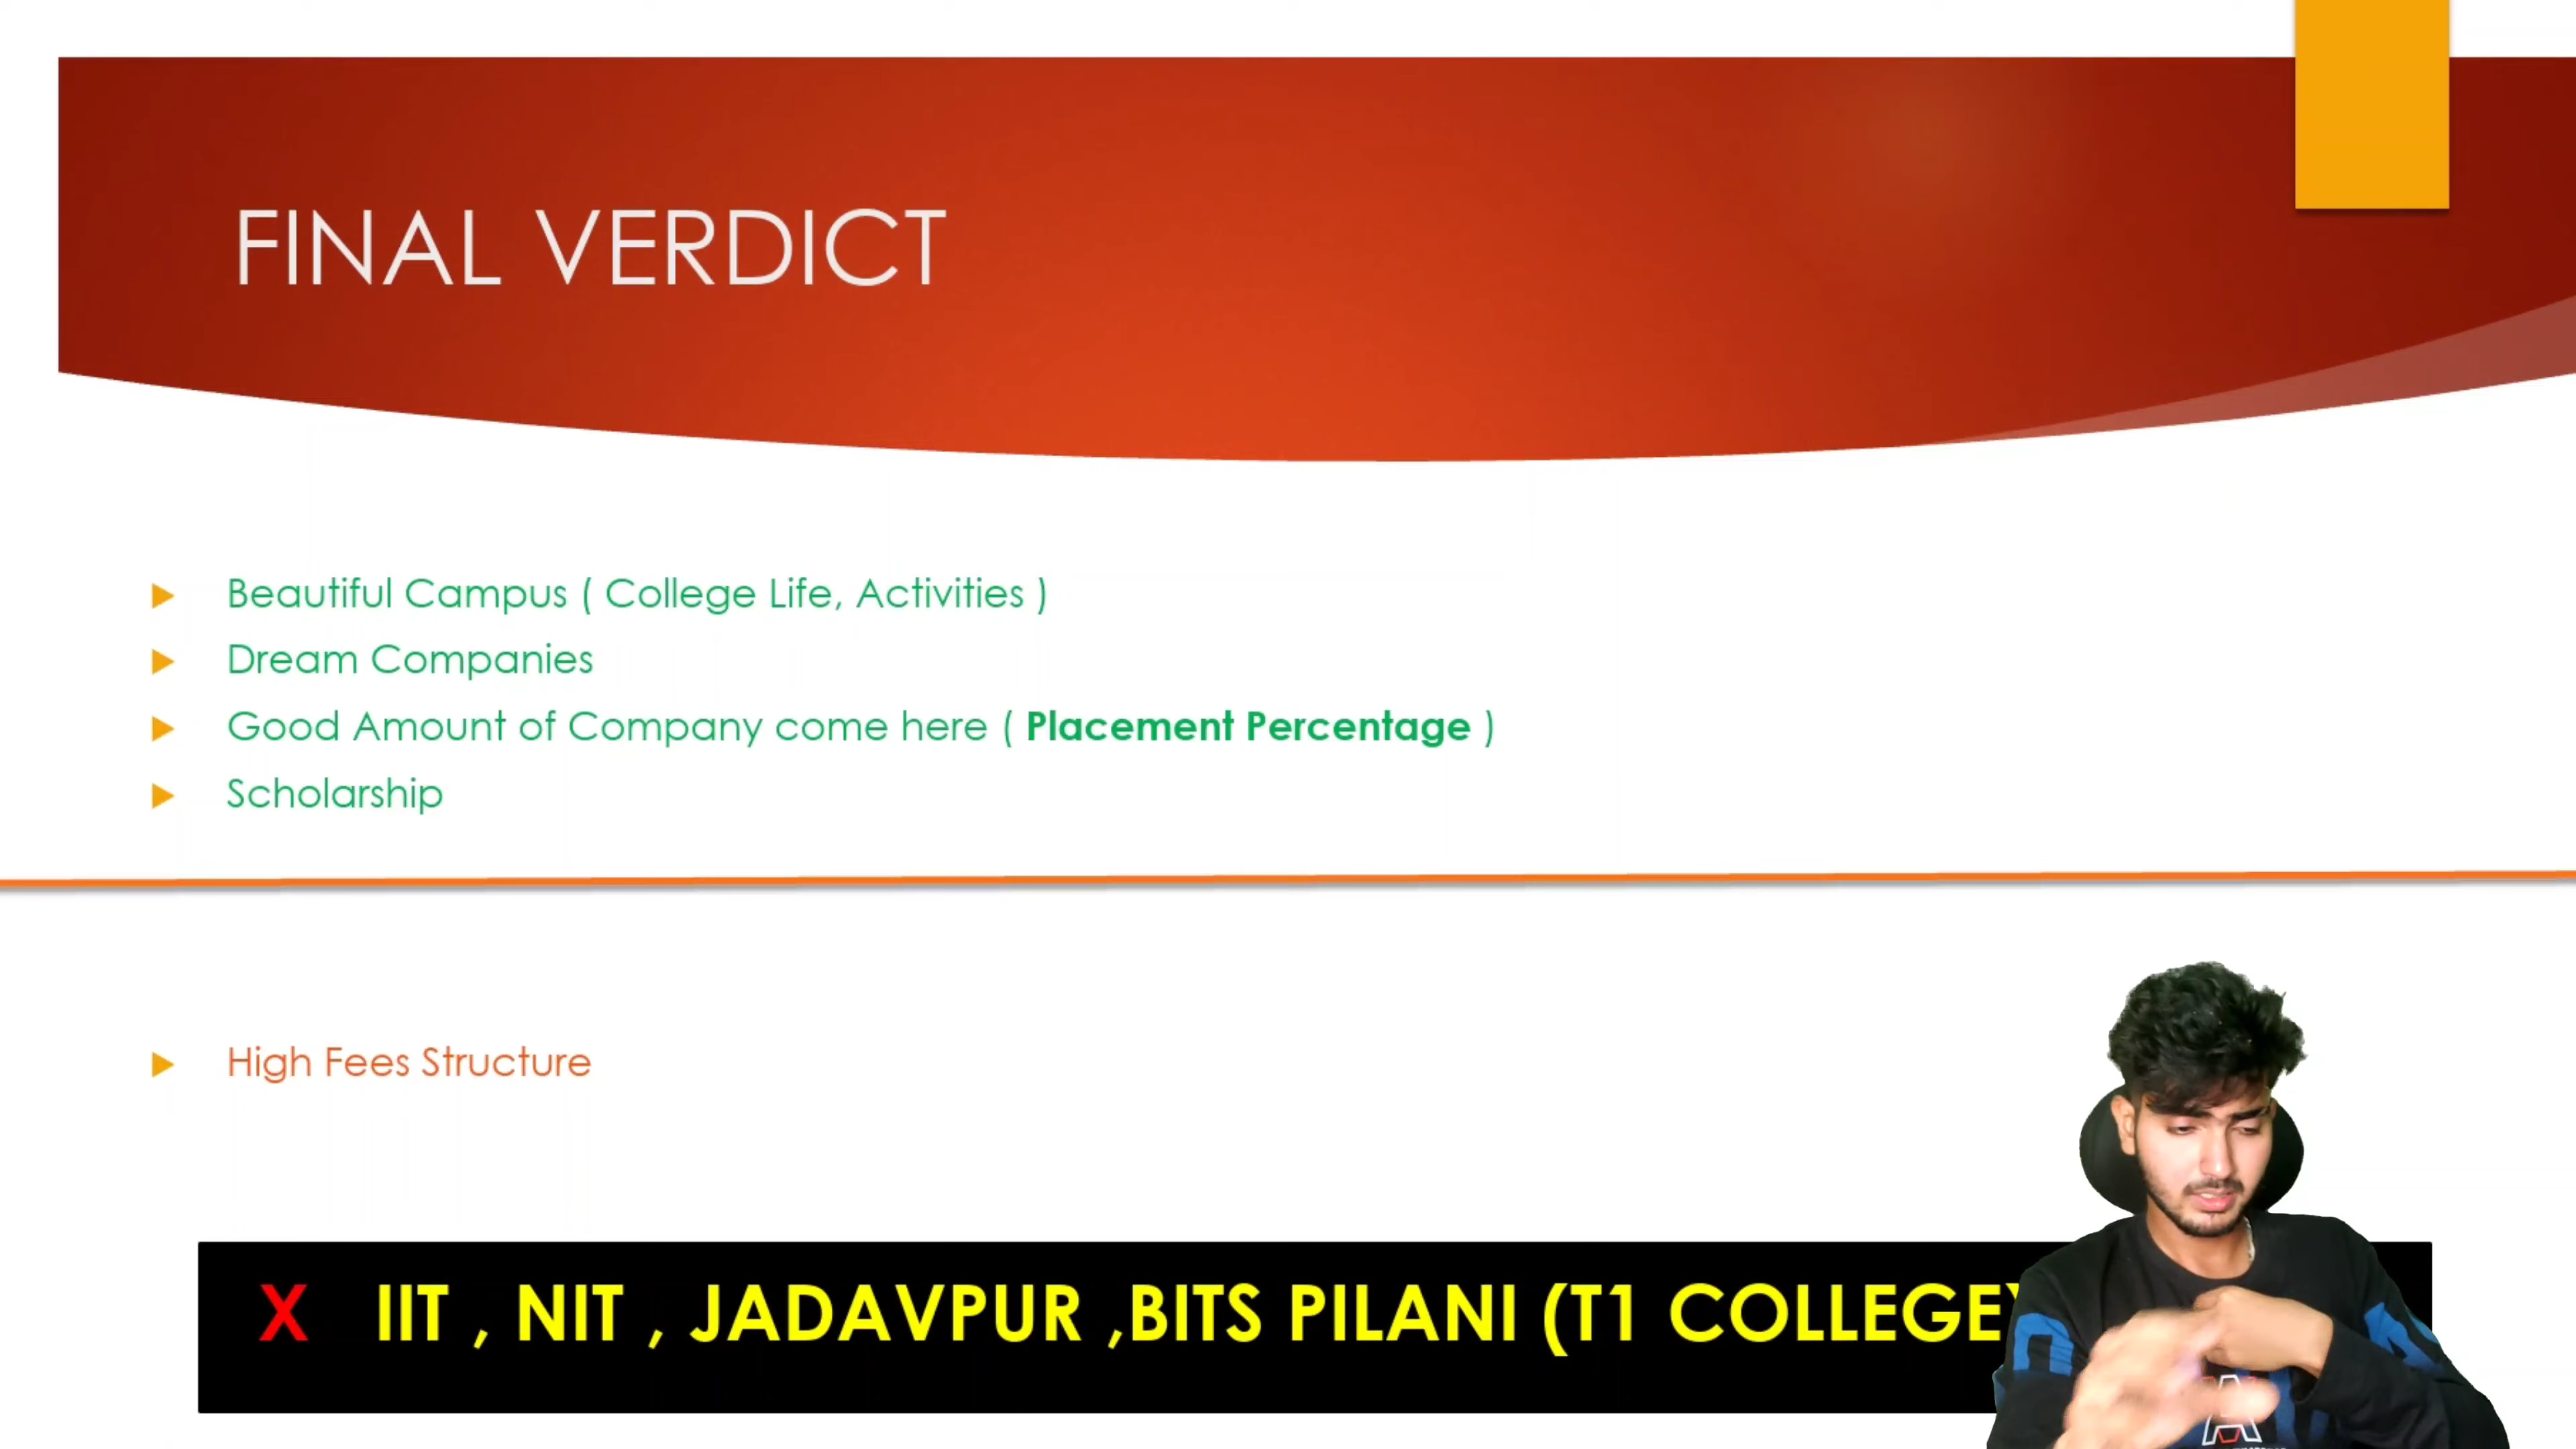 FINAL VERDICT
Beautiful Campus ( College Life, Activities )
Dream Companies
Good Amount of Company come here ( Placement Percentage )
Scholarship
High Fees Structure
X IIT , NIT , JADAVPUR ,BITS PILANI (T1 COLLEGE)